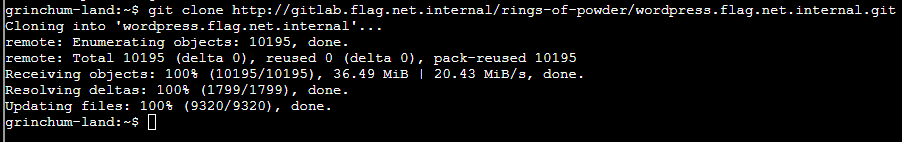 grinchum-land:~$ git clone http://gitlab.flag.net.internal/rings-of-powder/wordpress.flag.net.internal.git
Cloning into 'wordpress.flag.net.internal'...
remote: Enumerating objects: 10195, done.
remote: Total 10195 (delta 0), reused 0 (delta 0), pack-reused 10195
Receiving objects: 100% (10195/10195), 36.49 MiB | 20.43 MiB/s, done.
Resolving deltas: 100% (1799/1799), done.
Updating files: 100% (9320/9320), done.
grinchum-land:~$